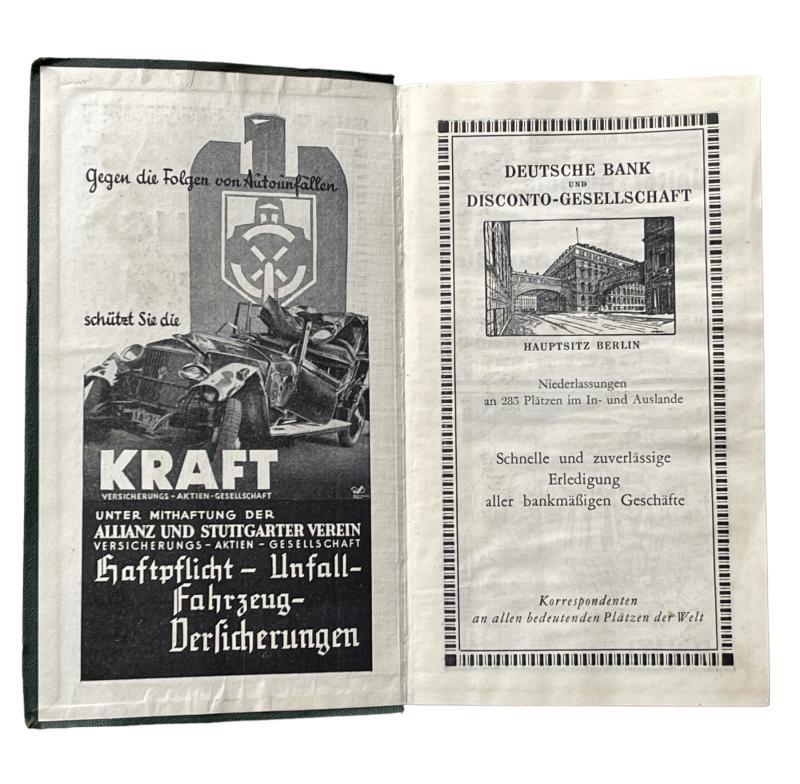 Gegen die Folgen von Autounfällen
schützt Sie die
KRAFT
VERSICHERUNGS-AKTIEN-GESELLSCHAFT
UNTER MITHAFTUNG DER
ALLIANZ UND STUTTGARTER VEREIN
VERSICHERUNGS-AKTIEN-GESELLSCHAFT
Haftpflicht- Unfall-
Fahrzeug-
Versicherungen
DEUTSCHE BANK
UND
DISCONTO-GESELLSCHAFT
HAUPTSITZ BERLIN
Niederlassungen
an 285 Plätzen im In- und Auslande
Schnelle und zuverlässige
Erledigung
aller bankmäßigen Geschäfte
Korrespondenten
an allen bedeutenden Plätzen der Welt